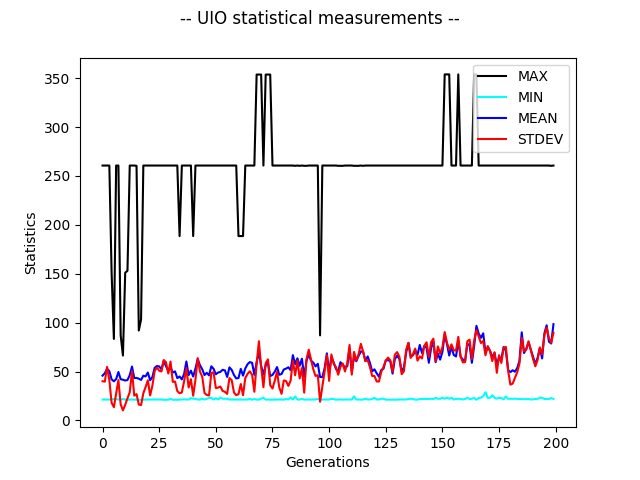 -- UIO statistical measurements --
MAX
MIN
MEAN
STDEV
Statistics
350
300
250
200
150
100
50
0
0 25 50 75 100 125 150 175 200
Generations